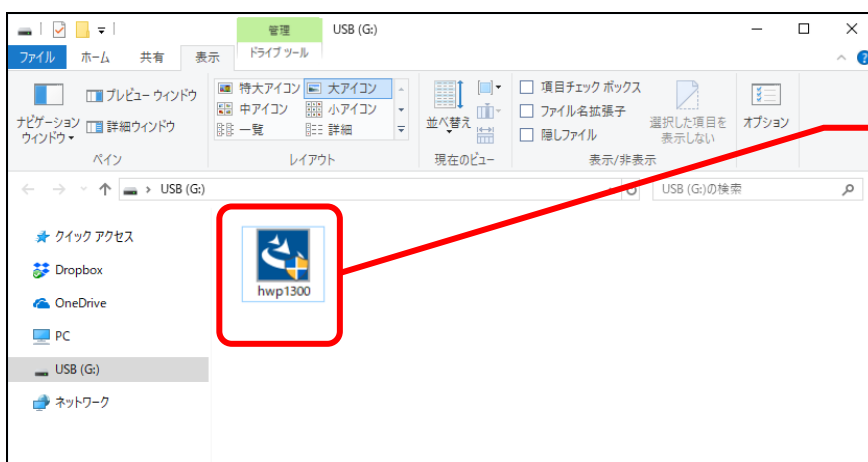 管理 USB (G:)
ファイル ホーム 共有 表示 ドライブ ツール
ナビゲーション
ウィンドウ
プレビュー ウィンドウ
詳細ウィンドウ
ペイン
特大アイコン 大アイコン
中アイコン 小アイコン
一覧 詳細
レイアウト
並べ替え
現在のビュー
項目チェック ボックス
ファイル名拡張子
隠しファイル
選択した項目を
表示しない
表示/非表示
オプション
USB (G:) USB (G:)の検索
クイック アクセス
Dropbox
OneDrive
PC
USB (G:)
ネットワーク
hwp1300